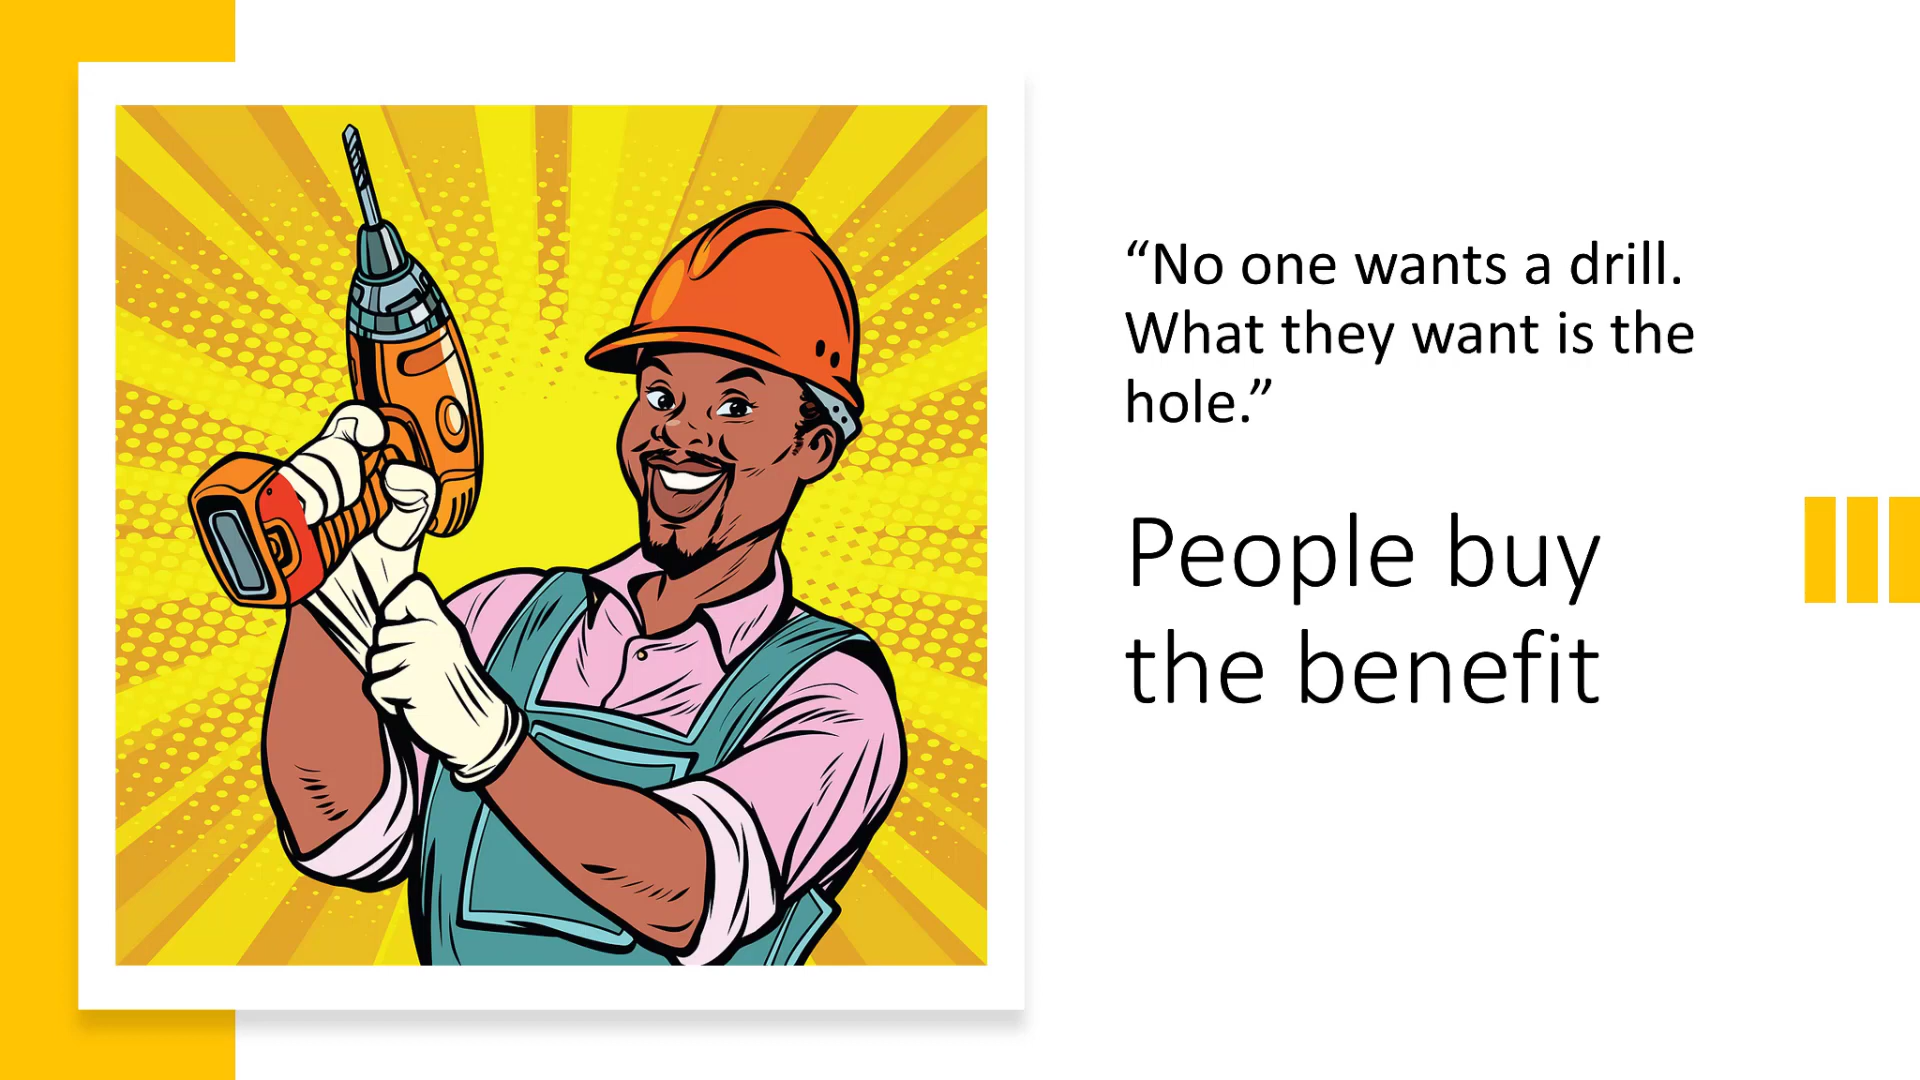 “No one wants a drill.
What they want is the
hole.”
People buy
the benefit